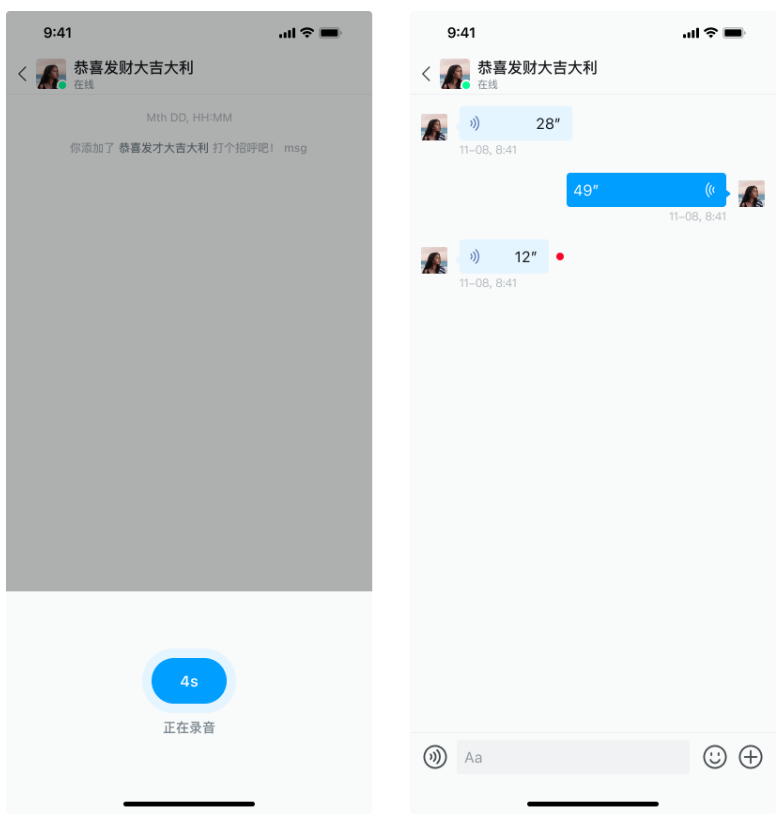 9:41
恭喜发财大吉大利
在线
Mth DD, HH:MM
你添加了 恭喜发才大吉大利 打个招呼吧! msg
4s
正在录音
9:41
恭喜发财大吉大利
在线
28″
11-08, 8:41
49″
11-08, 8:41
12″
11-08, 8:41
Aa